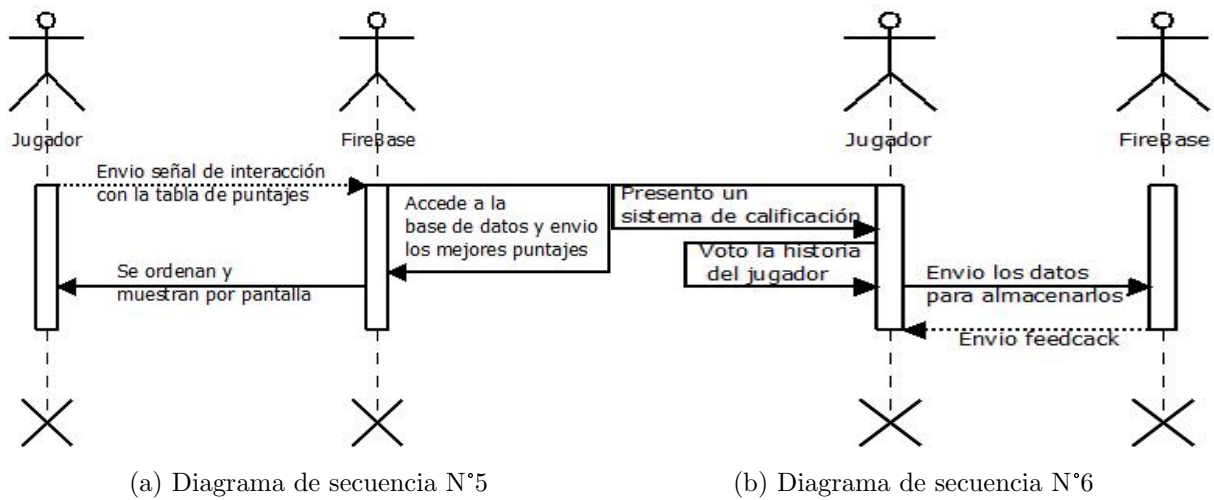 Jugador
FireBase
Envio señal de interacción
con la tabla de puntajes
Accede a la
base de datos y envio
los mejores puntajes
Se ordenan y
muestran por pantalla
(a) Diagrama de secuencia N°5
Jugador
FireBase
Presento un
sistema de calificación
Voto la historia
del jugador
Envio los datos
para almacenarlos
Envio feedcack
(b) Diagrama de secuencia N°6